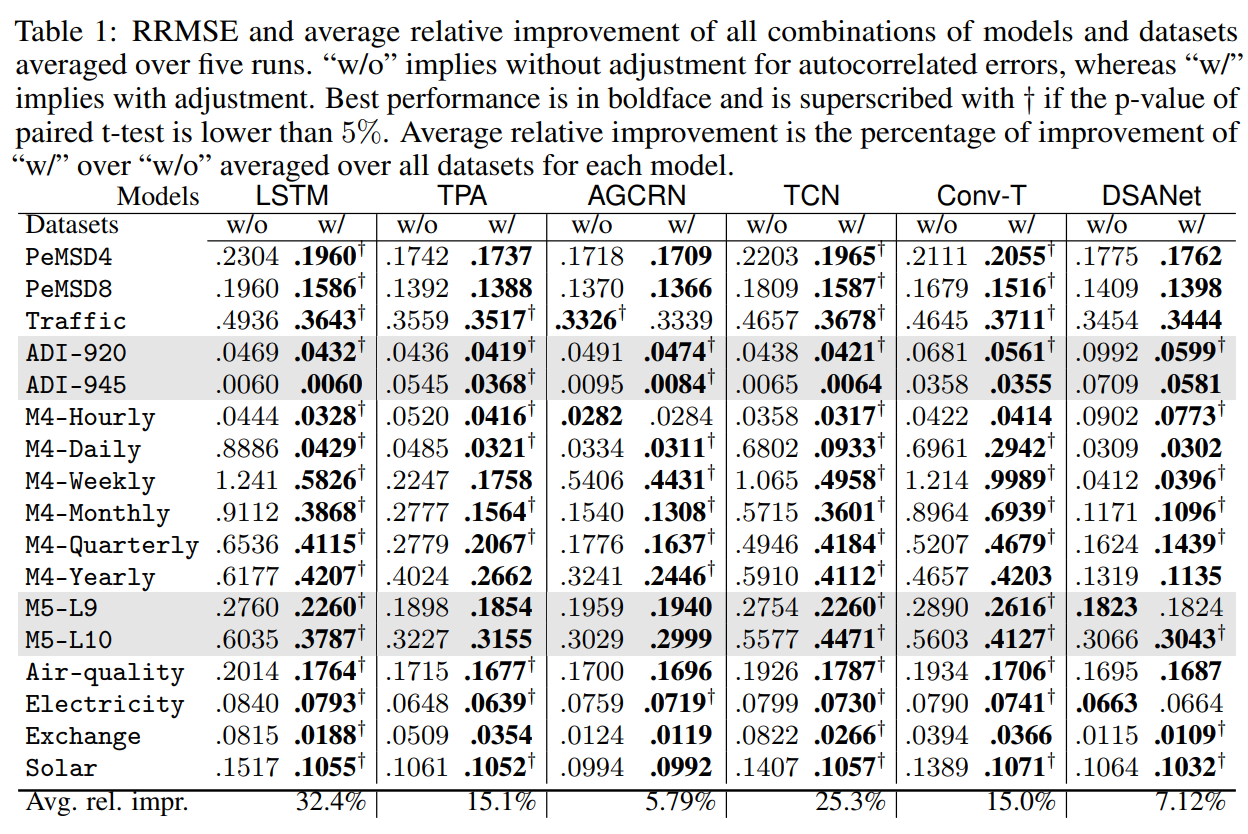 Table 1: RRMSE and average relative improvement of all combinations of models and datasets
averaged over five runs. “w/o” implies without adjustment for autocorrelated errors, whereas “w/”
implies with adjustment. Best performance is in boldface and is superscribed with † if the p-value of
paired t-test is lower than 5%. Average relative improvement is the percentage of improvement of
“w/” over “w/o” averaged over all datasets for each model.
Models LSTM TPA AGCRN TCN Conv-T DSANet
Datasets w/o w/ w/o w/ w/o w/ w/o w/ w/o w/ w/o w/
PeMSD4 .2304 .1960† .1742 .1737 .1718 .1709 .2203 .1965† .2111 .2055† .1775 .1762
PeMSD8 .1960 .1586† .1392 .1388 .1370 .1366 .1809 .1587† .1679 .1516† .1409 .1398
Traffic .4936 .3643† .3559 .3517† .3326† .3339 .4657 .3678† .4645 .3711† .3454 .3444
ADI-920 .0469 .0432† .0436 .0419† .0491 .0474† .0438 .0421† .0681 .0561† .0992 .0599†
ADI-945 .0060 .0060 .0545 .0368† .0095 .0084† .0065 .0064 .0358 .0355 .0709 .0581
M4-Hourly .0444 .0328† .0520 .0416† .0282 .0284 .0358 .0317† .0422 .0414 .0902 .0773†
M4-Daily .8886 .0429† .0485 .0321† .0334 .0311† .6802 .0933† .6961 .2942† .0309 .0302
M4-Weekly 1.241 .5826† .2247 .1758 .5406 .4431† 1.065 .4958† 1.214 .9989† .0412 .0396†
M4-Monthly .9112 .3868† .2777 .1564† .1540 .1308† .5715 .3601† .8964 .6939† .1171 .1096†
M4-Quarterly .6536 .4115† .2779 .2067† .1776 .1637† .4946 .4184† .5207 .4679† .1624 .1439†
M4-Yearly .6177 .4207† .4024 .2662 .3241 .2446† .5910 .4112† .4657 .4203 .1319 .1135
M5-L9 .2760 .2260† .1898 .1854 .1959 .1940 .2754 .2260† .2890 .2616† .1823 .1824
M5-L10 .6035 .3787† .3227 .3155 .3029 .2999 .5577 .4471† .5603 .4127† .3066 .3043†
Air-quality .2014 .1764† .1715 .1677† .1700 .1696 .1926 .1787† .1934 .1706† .1695 .1687
Electricity .0840 .0793† .0648 .0639† .0759 .0719† .0799 .0730† .0790 .0741† .0663 .0664
Exchange .0815 .0188† .0509 .0354 .0124 .0119 .0822 .0266† .0394 .0366 .0115 .0109†
Solar .1517 .1055† .1061 .1052† .0994 .0992 .1407 .1057† .1389 .1071† .1064 .1032†
Avg. rel. impr. 32.4% 15.1% 5.79% 25.3% 15.0% 7.12%